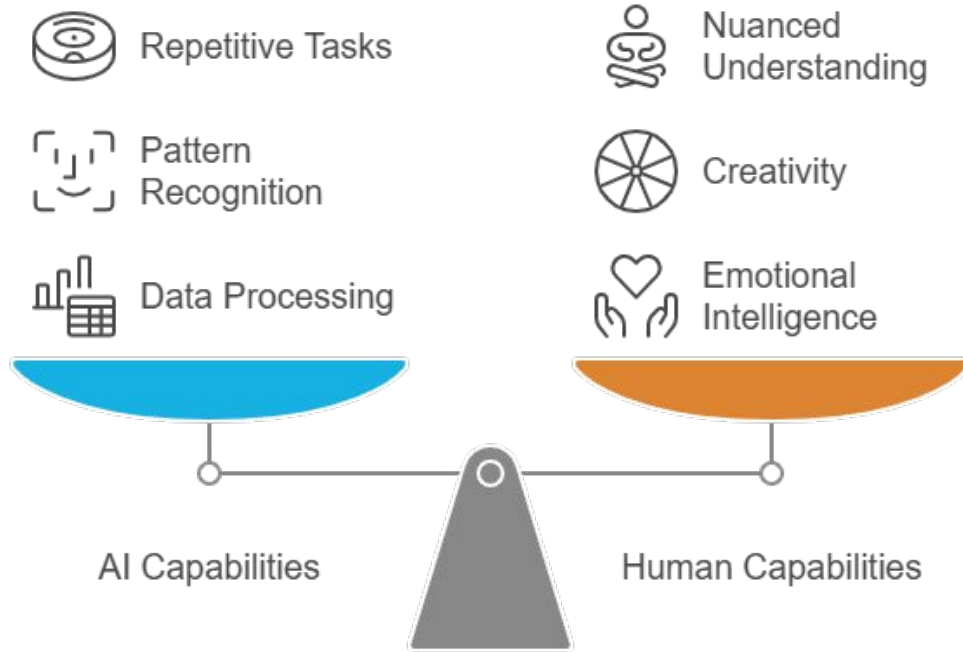 Repetitive Tasks
Pattern
Recognition
Data Processing
Nuanced
Understanding
Creativity
Emotional
Intelligence
AI Capabilities
Human Capabilities